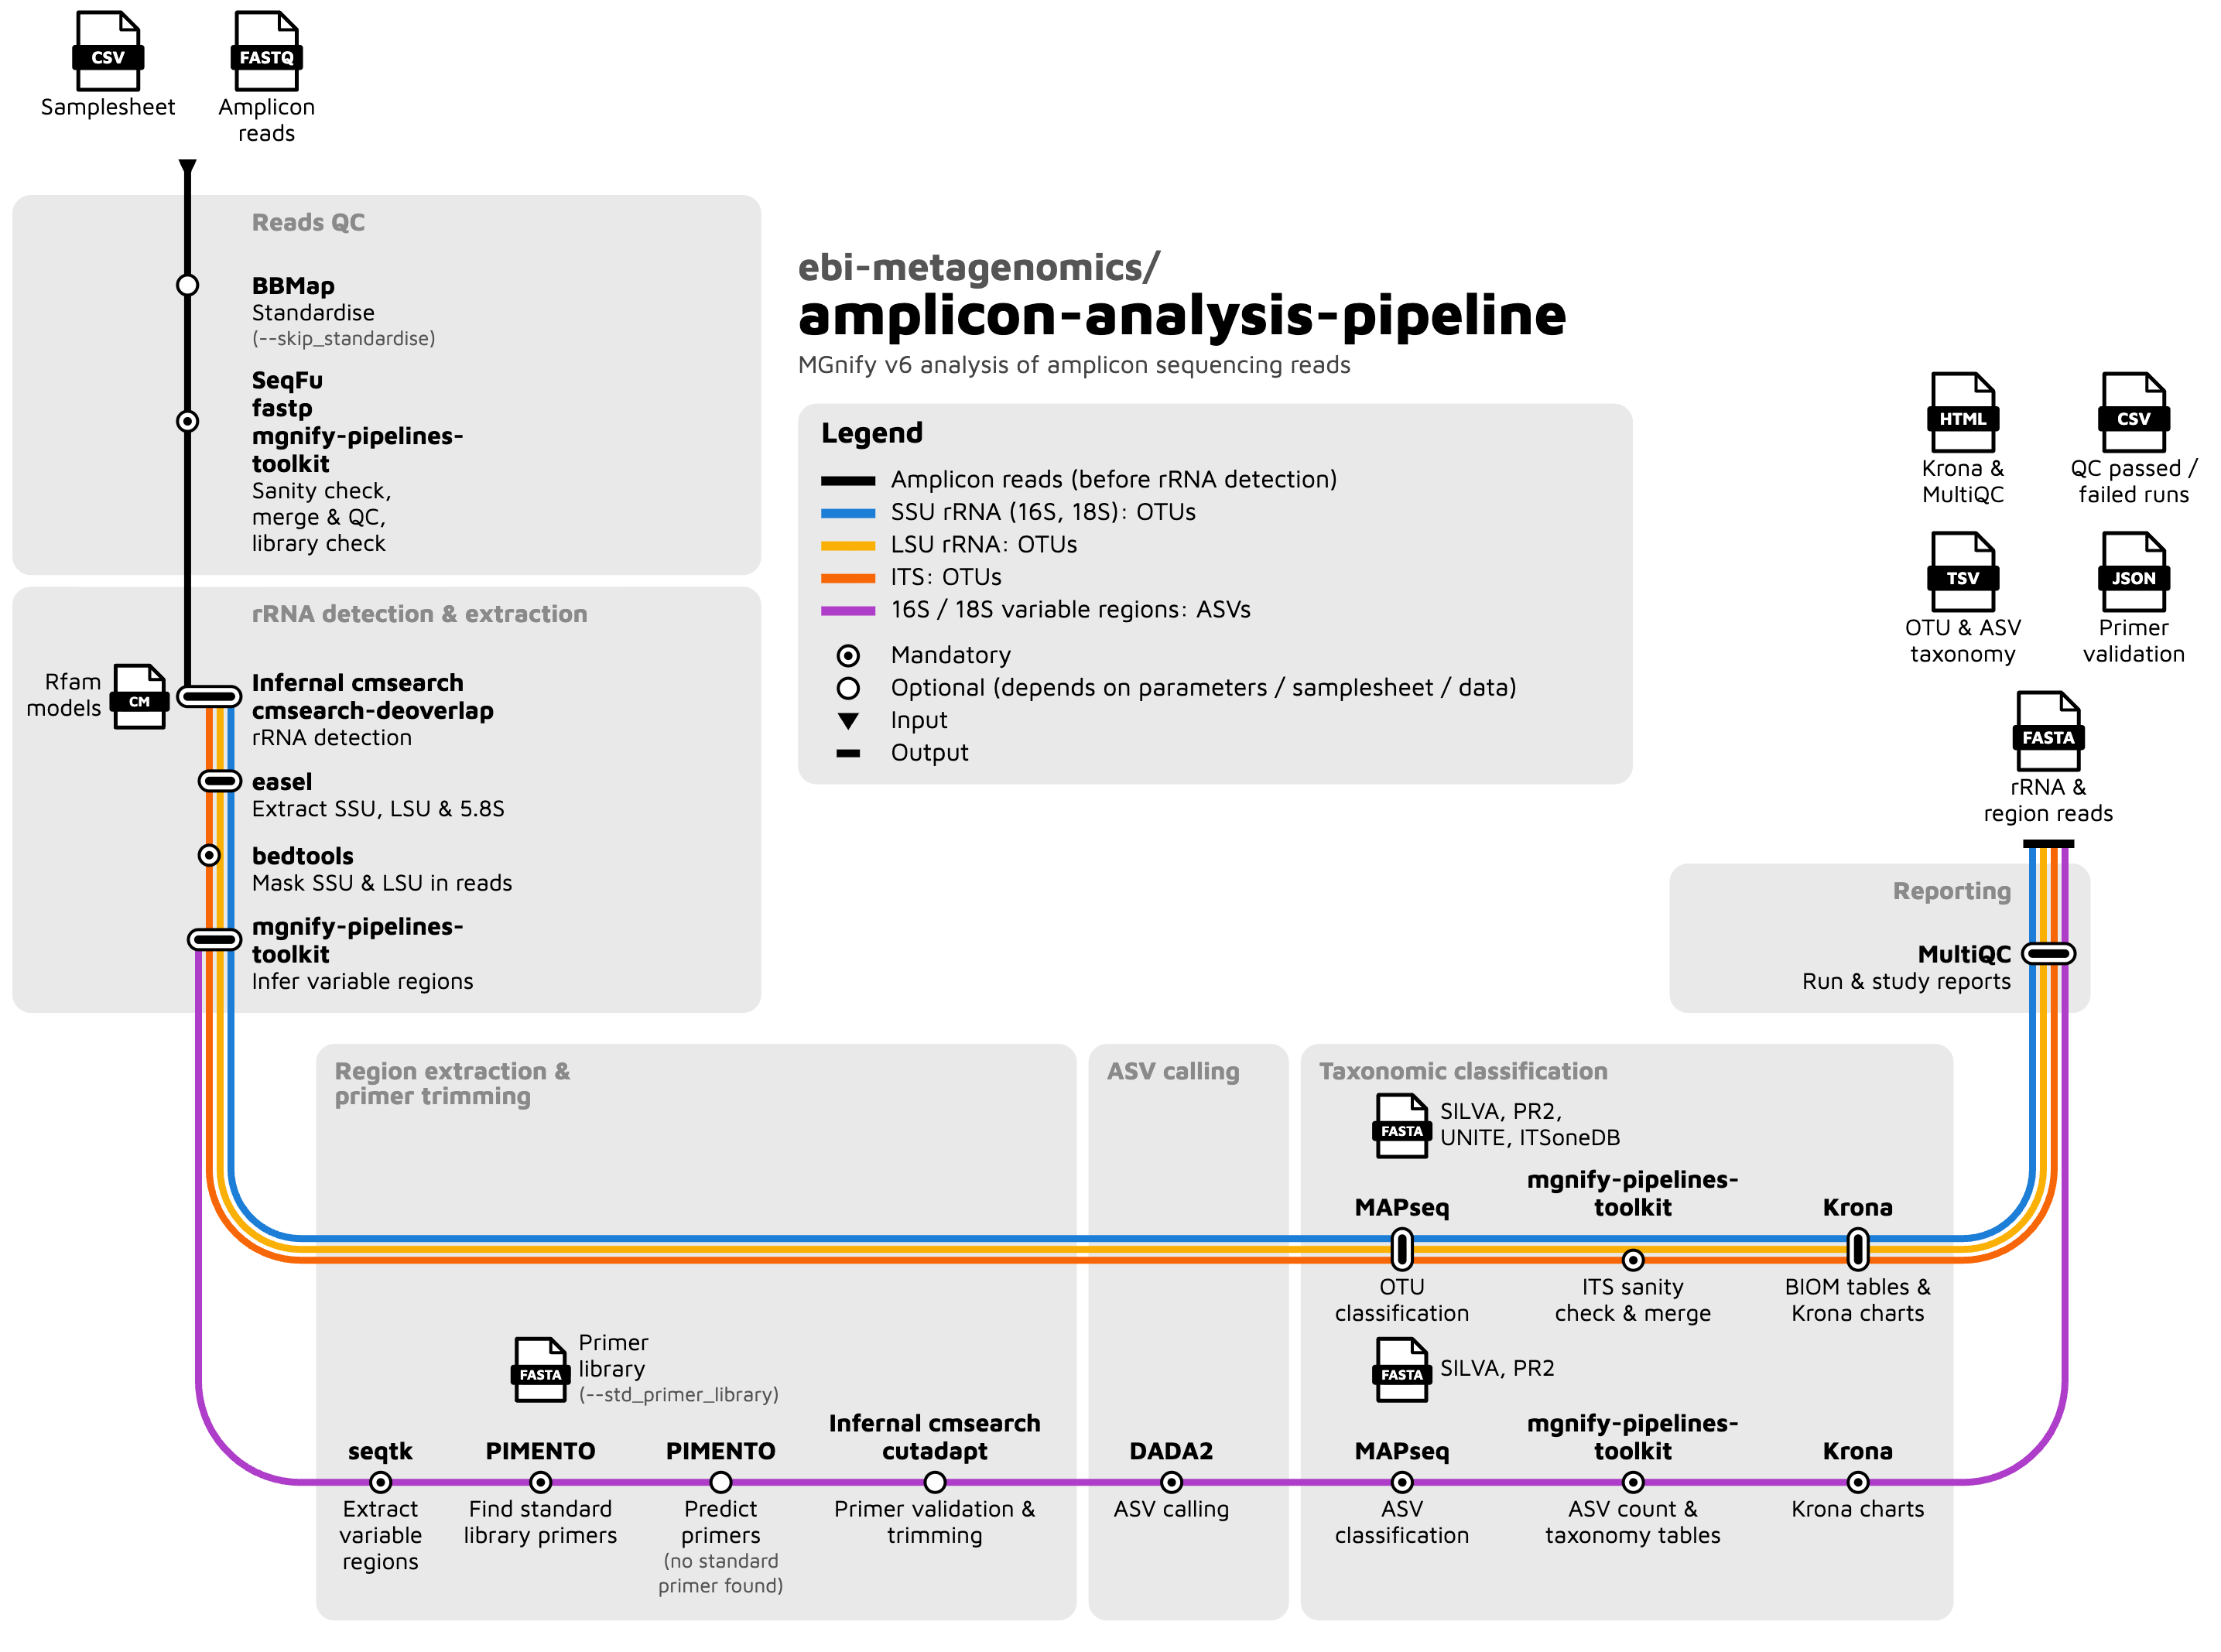 CSV
Samplesheet
FASTQ
Amplicon
reads
Reads QC
BBMap
Standardise
(--skip_standardise)
SeqFu
fastp
mgnify-pipelines-
toolkit
Sanity check,
merge & QC,
library check
rRNA detection & extraction
Rfam
models
CM
Infernal cmsearch
cmsearch-deoverlap
rRNA detection
easel
Extract SSU, LSU & 5.8S
bedtools
Mask SSU & LSU in reads
mgnify-pipelines-
toolkit
Infer variable regions
ebi-metagenomics/
amplicon-analysis-pipeline
MGnify v6 analysis of amplicon sequencing reads
Legend
Amplicon reads (before rRNA detection)
SSU rRNA (16S, 18S): OTUs
LSU rRNA: OTUs
ITS: OTUs
16S / 18S variable regions: ASVs
Mandatory
Optional (depends on parameters / samplesheet / data)
Input
Output
HTML
Krona &
MultiQC
CSV
QC passed /
failed runs
TSV
OTU & ASV
taxonomy
JSON
Primer
validation
FASTA
rRNA &
region reads
Reporting
MultiQC
Run & study reports
Region extraction &
primer trimming
ASV calling
Taxonomic classification
FASTA
SILVA, PR2,
UNITE, ITSoneDB
MAPseq
OTU
classification
mgnify-pipelines-
toolkit
ITS sanity
check & merge
Krona
BIOM tables &
Krona charts
FASTA
Primer
library
(--std_primer_library)
FASTA
SILVA, PR2
seqtk
Extract
variable
regions
PIMENTO
Find standard
library primers
PIMENTO
Predict
primers
(no standard
primer found)
Infernal cmsearch
cutadapt
Primer validation &
trimming
DADA2
ASV calling
MAPseq
ASV
classification
mgnify-pipelines-
toolkit
ASV count &
taxonomy tables
Krona
Krona charts